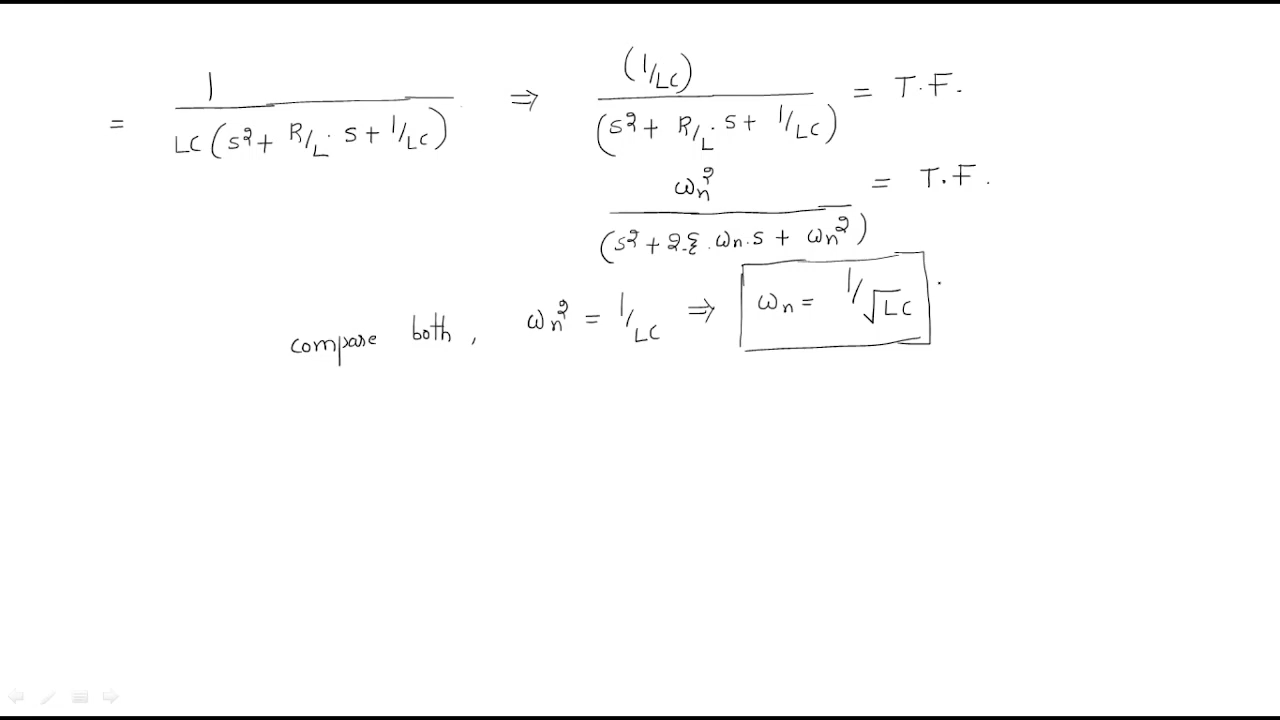 = 1 / LC(s² + R/L · s + 1/LC) ⇒ (1/LC) / (s² + R/L · s + 1/LC) = T.F.
ωn² / (s² + 2·ξ·ωn·s + ωn²) = T.F.
compare both, ωn² = 1/LC ⇒ ωn = 1/√LC